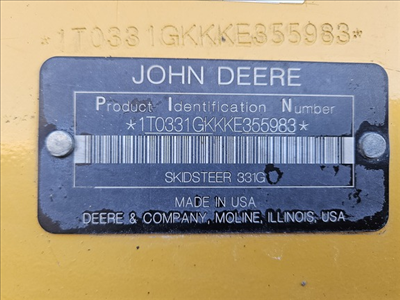 *1T0331GKKKE355983*
JOHN DEERE
Product Identification Number
*1T0331GKKKE355983*
SKIDSTEER 331G
MADE IN USA
DEERE & COMPANY, MOLINE, ILLINOIS, USA